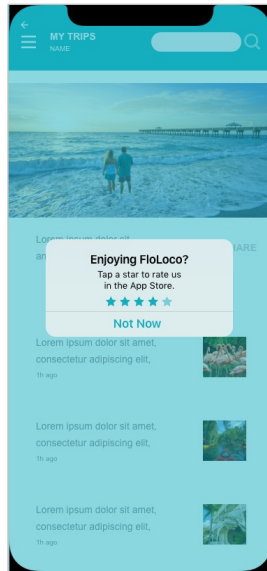 MY TRIPS
NAME
Lorem ipsum dolor sit
an
HARE
Enjoying FloLoco?
Tap a star to rate us
in the App Store.
Not Now
Lorem ipsum dolor sit amet,
consectetur adipiscing elit,
1h ago
Lorem ipsum dolor sit amet,
consectetur adipiscing elit,
1h ago
Lorem ipsum dolor sit amet,
consectetur adipiscing elit,
1h ago